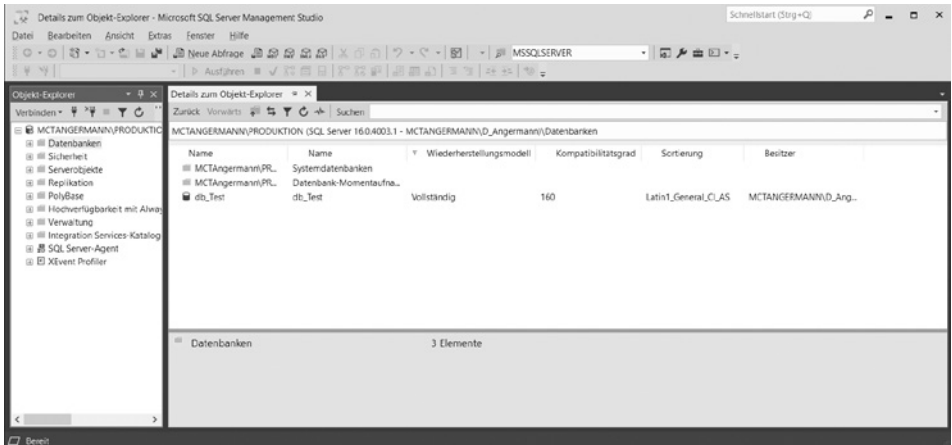 Details zum Objekt-Explorer - Microsoft SQL Server Management Studio
Schnellstart (Strg+Q)
Datei Bearbeiten Ansicht Extras Fenster Hilfe
Neue Abfrage
MSSQLSERVER
Ausführen
Objekt-Explorer
Details zum Objekt-Explorer
Verbinden
Zurück Vorwärts Suchen
MCTANGERMANN\PRODUKTIC
MCTANGERMANN\PRODUKTION (SQL Server 16.0.4003.1 - MCTANGERMANN\D_Angermann)\Datenbanken
Datenbanken
Sicherheit
Serverobjekte
Replikation
PolyBase
Hochverfügbarkeit mit Alway
Verwaltung
Integration Services-Katalog
SQL Server-Agent
XEvent Profiler
Name Name Wiederherstellungsmodell Kompatibilitätsgrad Sortierung Besitzer
MCTAngermann\PR... Systemdatenbanken
MCTAngermann\PR... Datenbank-Momentaufna...
db_Test db_Test Vollständig 160 Latin1_General_CI_AS MCTANGERMANN\D_Ang...
Datenbanken 3 Elemente
Bereit